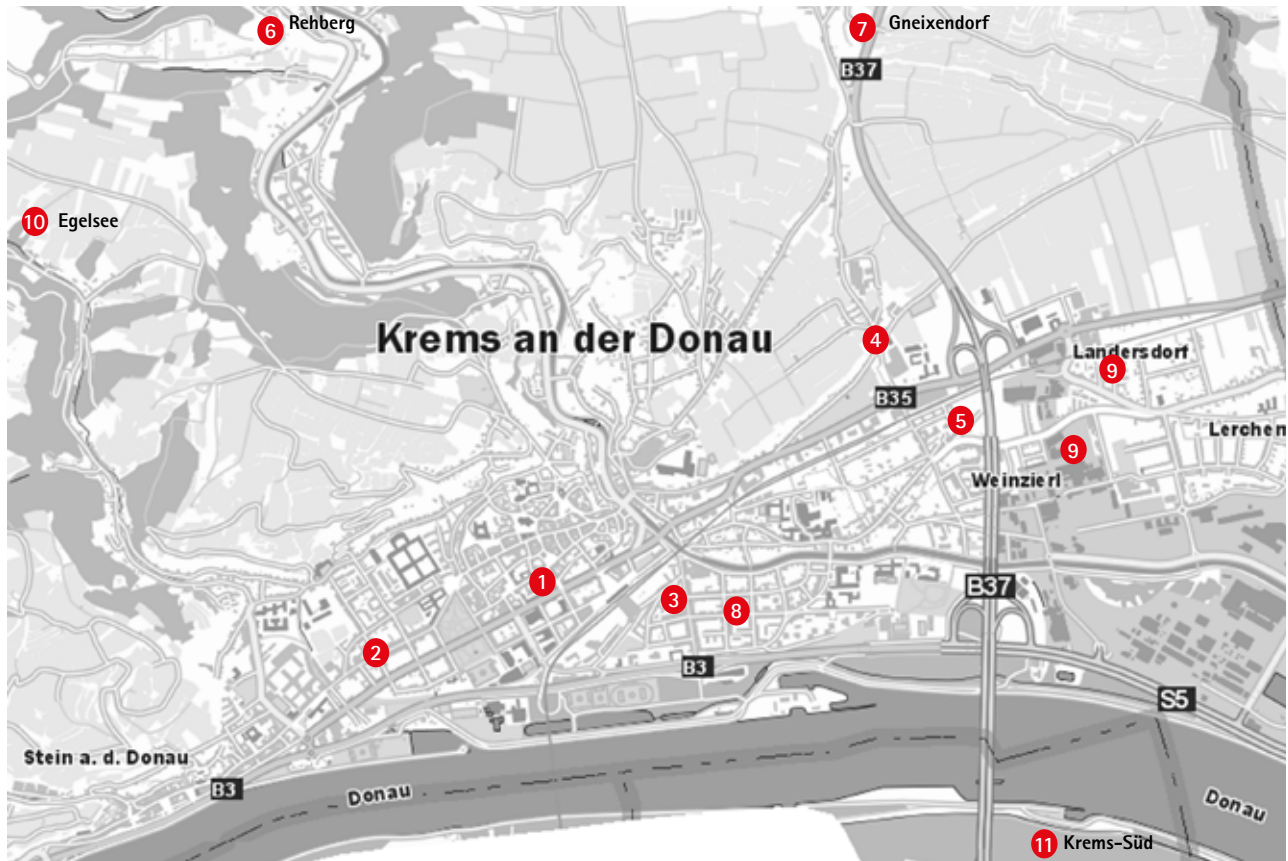 6 Rehberg
7 Gneixendorf
B37
10 Egelsee
Krems an der Donau
4
Landersdorf
9
B35
5
Lerchen
9
Weinzierl
1
B37
3
8
2
B3
S5
Stein a. d. Donau
B3
Donau
Donau
11 Krems-Süd